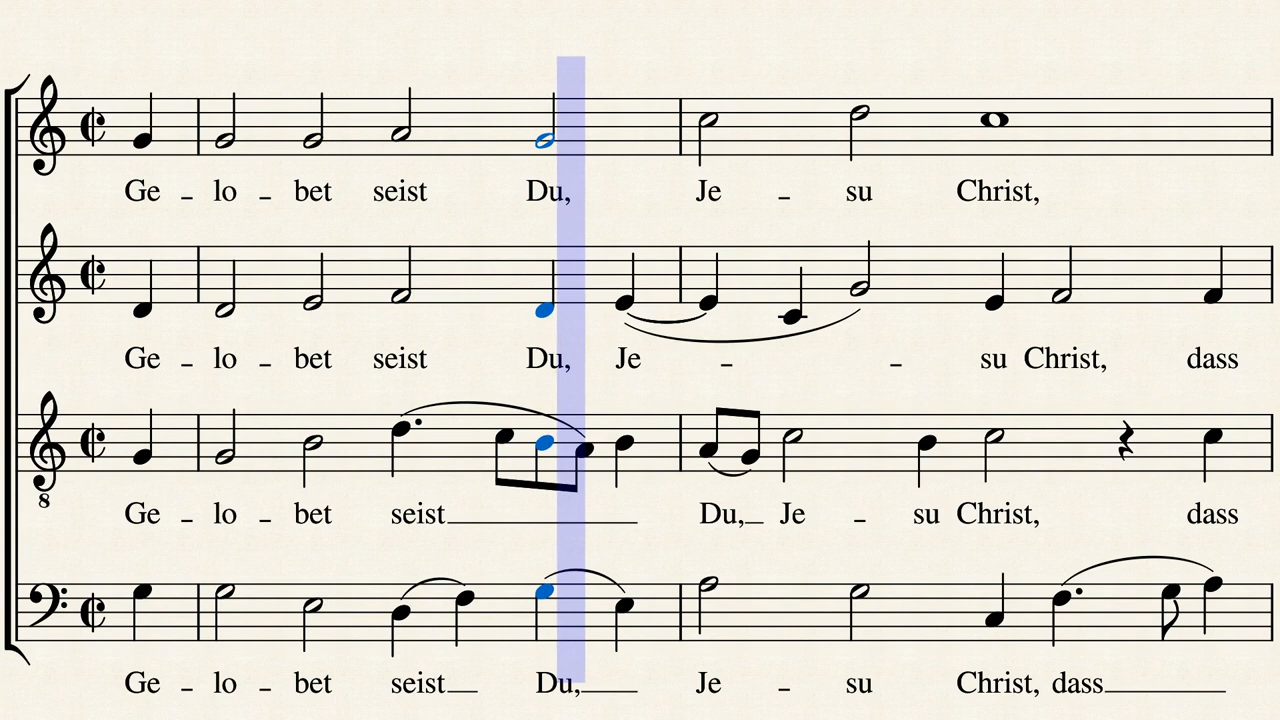 Ge - lo - bet seist Du, Je - su Christ,
Ge - lo - bet seist Du, Je - - su Christ, dass
8
Ge - lo - bet seist Du, Je - su Christ, dass
Ge - lo - bet seist Du, Je - su Christ, dass